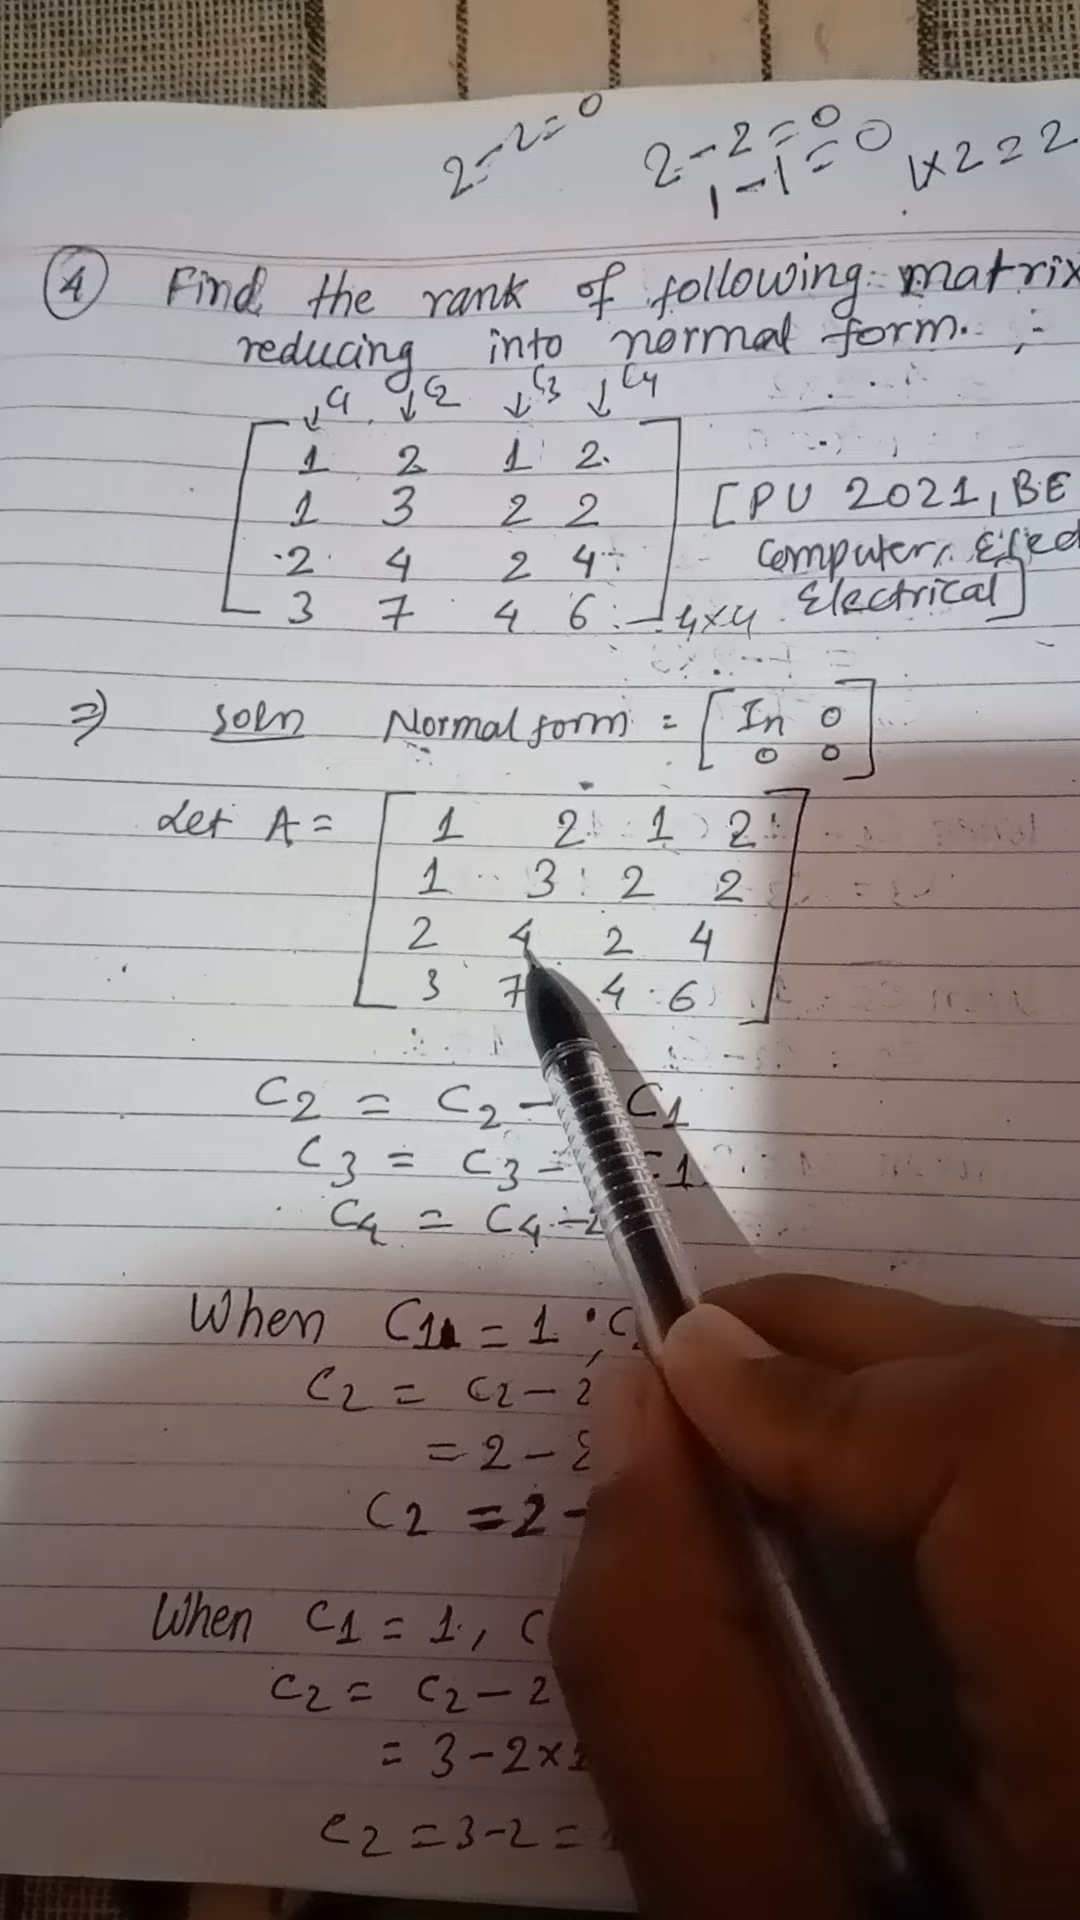 2-2=0
2-2=0
1-1=0
1x2=2
④ Find the rank of following matrix
reducing into normal form. :-
↓C1 ↓C2 ↓C3 ↓C4
1 2 1 2
1 3 2 2 [PU 2021, BE
2 4 2 4 Computer,
3 7 4 6 4x4 Electrical]
⇒ Soln Normal form = [In 0
0 0]
Let A = 1 2 1 2
1 3 2 2
2 4 2 4
3 7 4 6
C2 = C2 - C1
C3 = C3 - C1
C4 = C4 - 2
When C1 = 1 ; C
C2 = C2 - 2
= 2 - 2
C2 = 2 -
When C1 = 1, C
C2 = C2 - 2
= 3 - 2x1
C2 = 3-2 =